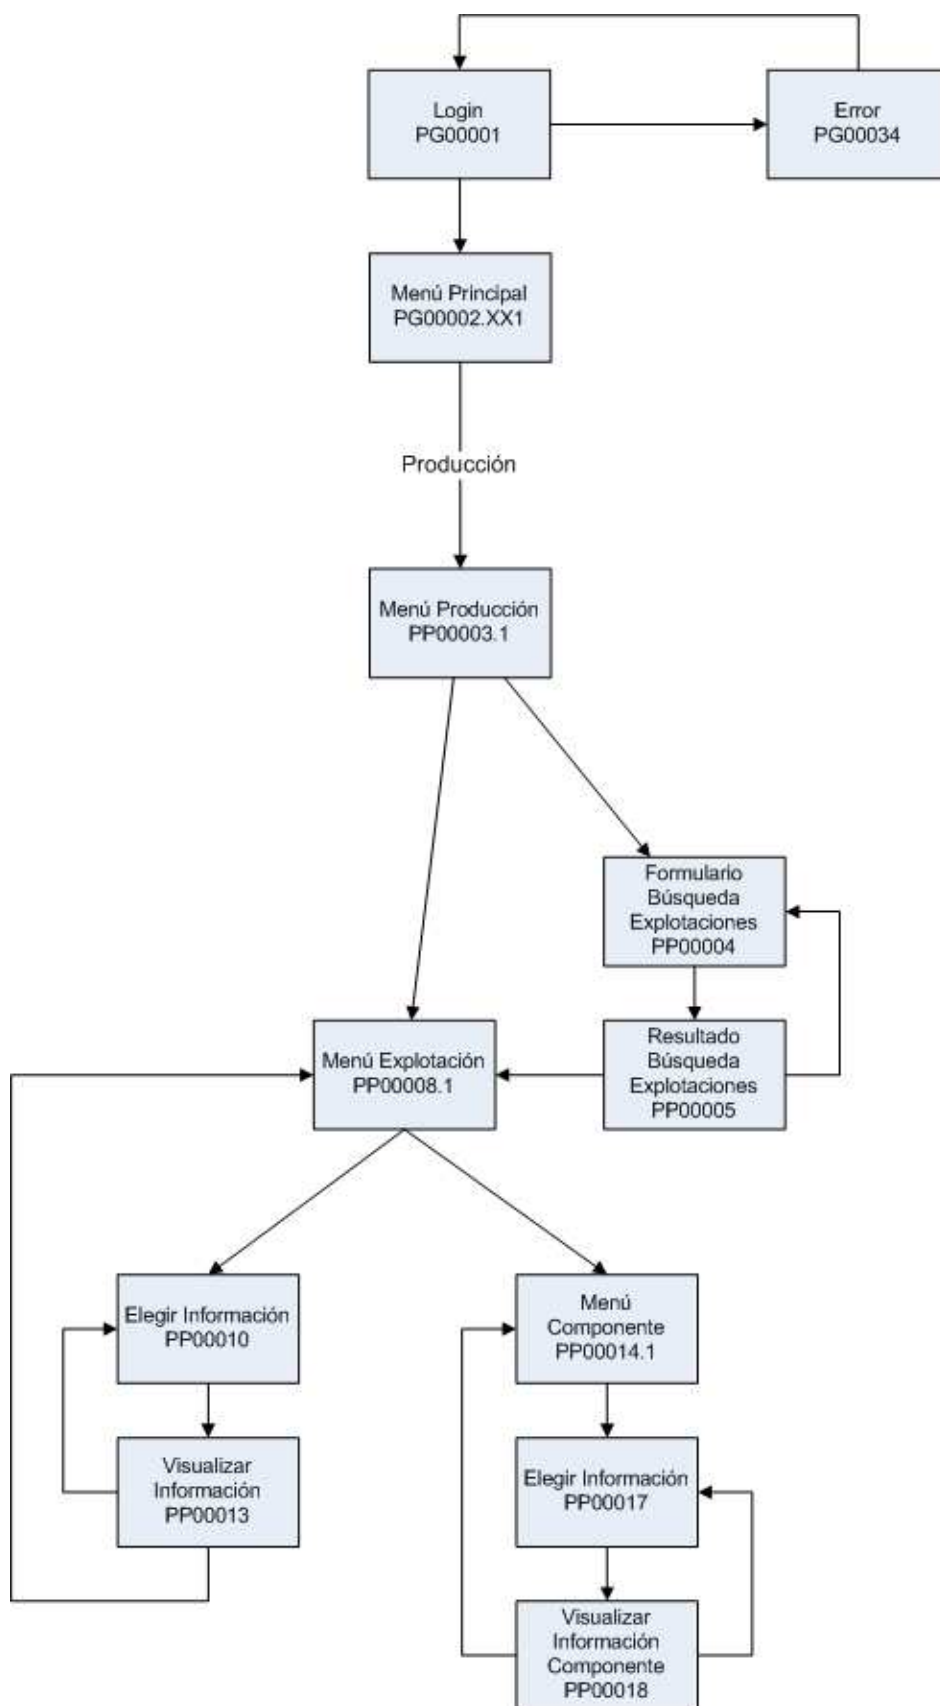 Login
PG00001
Error
PG00034
Menú Principal
PG00002.XX1
Producción
Menú Producción
PP00003.1
Formulario
Búsqueda
Explotaciones
PP00004
Menú Explotación
PP00008.1
Resultado
Búsqueda
Explotaciones
PP00005
Elegir Información
PP00010
Menú
Componente
PP00014.1
Visualizar
Información
PP00013
Elegir Información
PP00017
Visualizar
Información
Componente
PP00018